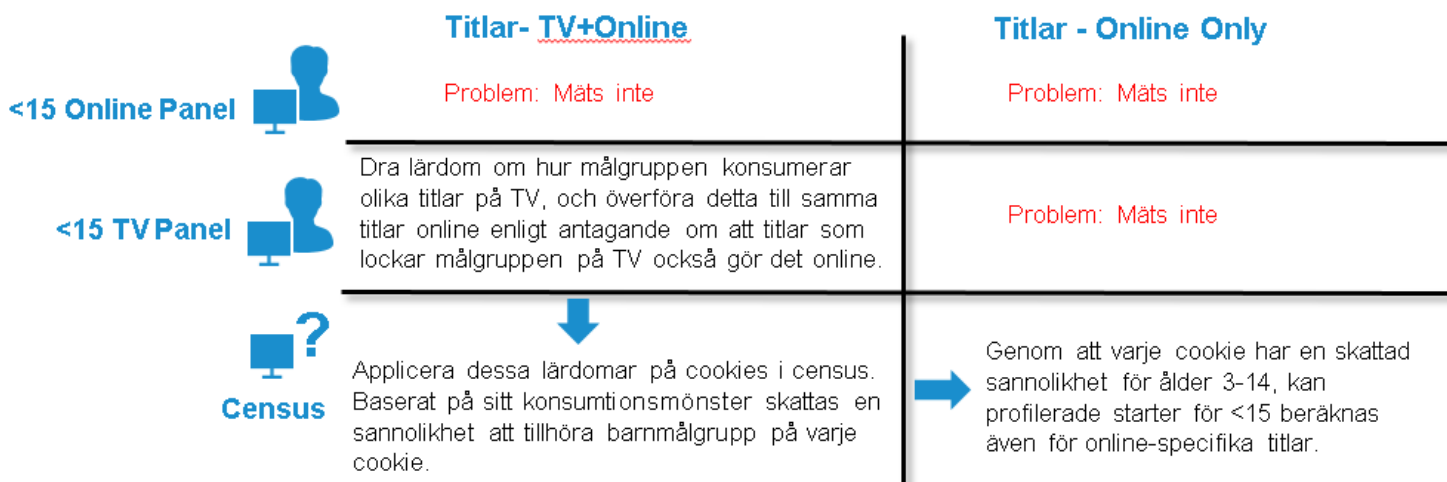 Titlar- TV+Online
Titlar - Online Only
<15 Online Panel
Problem: Mäts inte
Problem: Mäts inte
<15 TV Panel
Dra lärdom om hur målgruppen konsumerar
olika titlar på TV, och överföra detta till samma
titlar online enligt antagande om att titlar som
lockar målgruppen på TV också gör det online.
Problem: Mäts inte
?
Census
Applicera dessa lärdomar på cookies i census.
Baserat på sitt konsumtionsmönster skattas en
sannolikhet att tillhöra barnmålgrupp på varje
cookie.
Genom att varje cookie har en skattad
sannolikhet för ålder 3-14, kan
profilerade starter för <15 beräknas
även för online-specifika titlar.